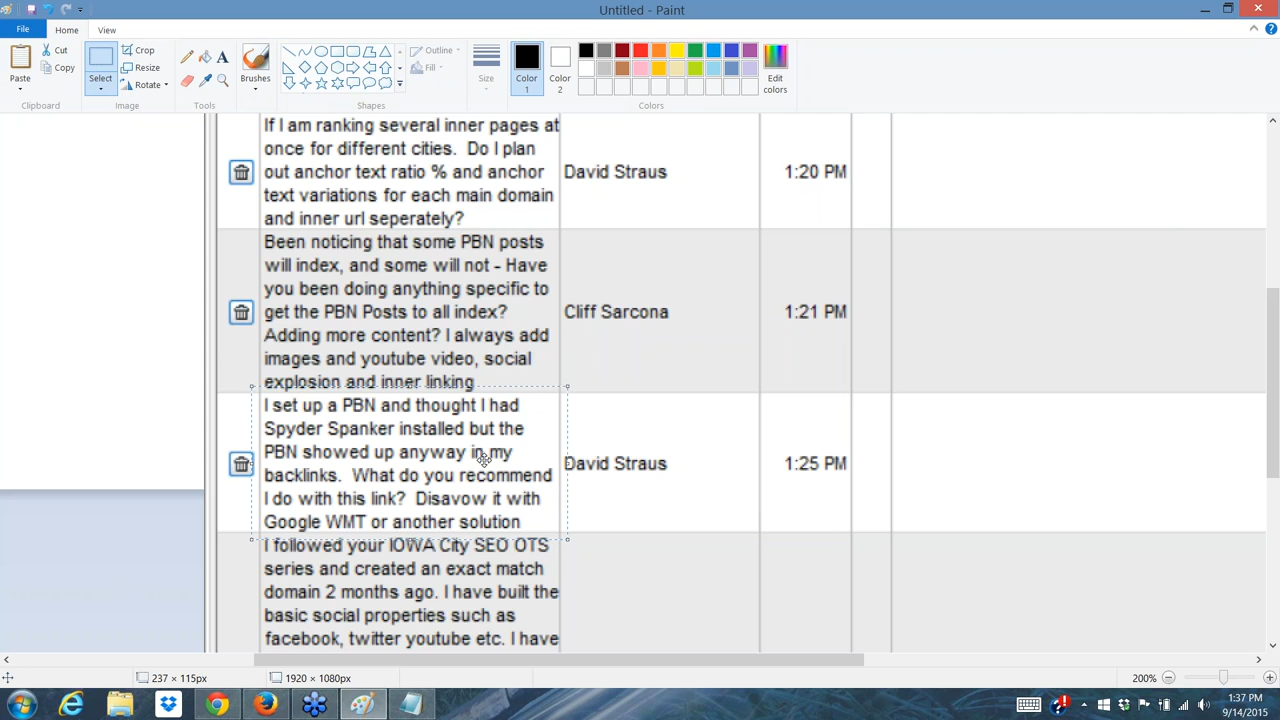 Untitled - Paint
File
Home
View
Paste
Cut
Copy
Clipboard
Select
Crop
Resize
Rotate
Image
Tools
Brushes
Shapes
Outline
Fill
Size
Color
1
Color
2
Colors
Edit
colors
If I am ranking several inner pages at
once for different cities. Do I plan
out anchor text ratio % and anchor
text variations for each main domain
and inner url seperately?
David Straus
1:20 PM
Been noticing that some PBN posts
will index, and some will not - Have
you been doing anything specific to
get the PBN Posts to all index?
Adding more content? I always add
images and youtube video, social
explosion and inner linking
Cliff Sarcona
1:21 PM
I set up a PBN and thought I had
Spyder Spanker installed but the
PBN showed up anyway in my
backlinks. What do you recommend
I do with this link? Disavow it with
Google WMT or another solution
David Straus
1:25 PM
I followed your IOWA City SEO OTS
series and created an exact match
domain 2 months ago. I have built the
basic social properties such as
facebook, twitter youtube etc. I have
237 × 115px
1920 × 1080px
200%
1:37 PM
9/14/2015